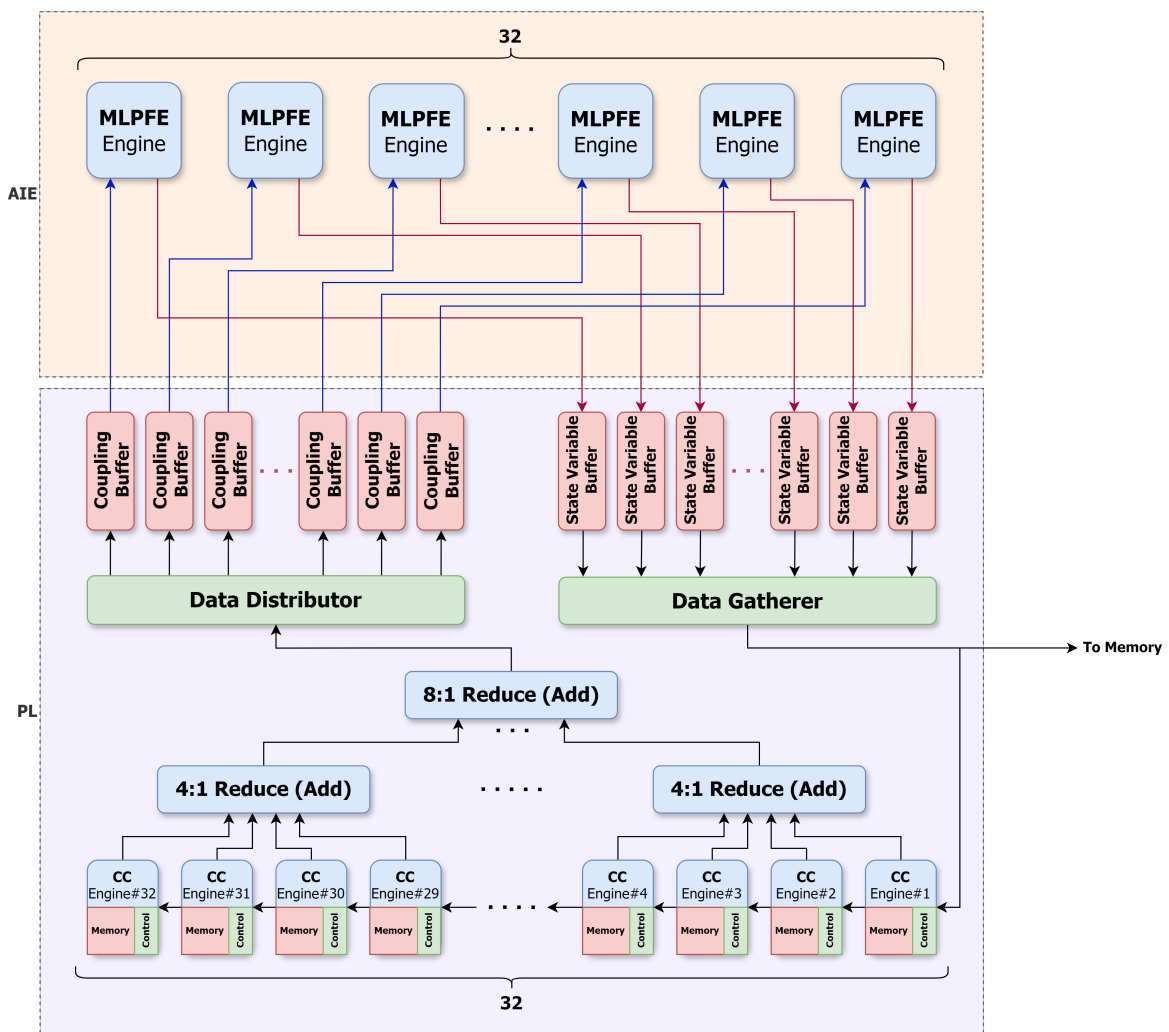 32
MLPFE
Engine
MLPFE
Engine
MLPFE
Engine
. . . .
MLPFE
Engine
MLPFE
Engine
MLPFE
Engine
AIE
Coupling
Buffer
Coupling
Buffer
Coupling
Buffer
. . . .
Coupling
Buffer
Coupling
Buffer
Coupling
Buffer
State Variable
Buffer
State Variable
Buffer
State Variable
Buffer
. . . .
State Variable
Buffer
State Variable
Buffer
State Variable
Buffer
Data Distributor
Data Gatherer
To Memory
8:1 Reduce (Add)
PL
. . .
4:1 Reduce (Add)
. . . . .
4:1 Reduce (Add)
CC
Engine#32
Memory
Control
CC
Engine#31
Memory
Control
CC
Engine#30
Memory
Control
CC
Engine#29
Memory
Control
. . . .
CC
Engine#4
Memory
Control
CC
Engine#3
Memory
Control
CC
Engine#2
Memory
Control
CC
Engine#1
Memory
Control
32